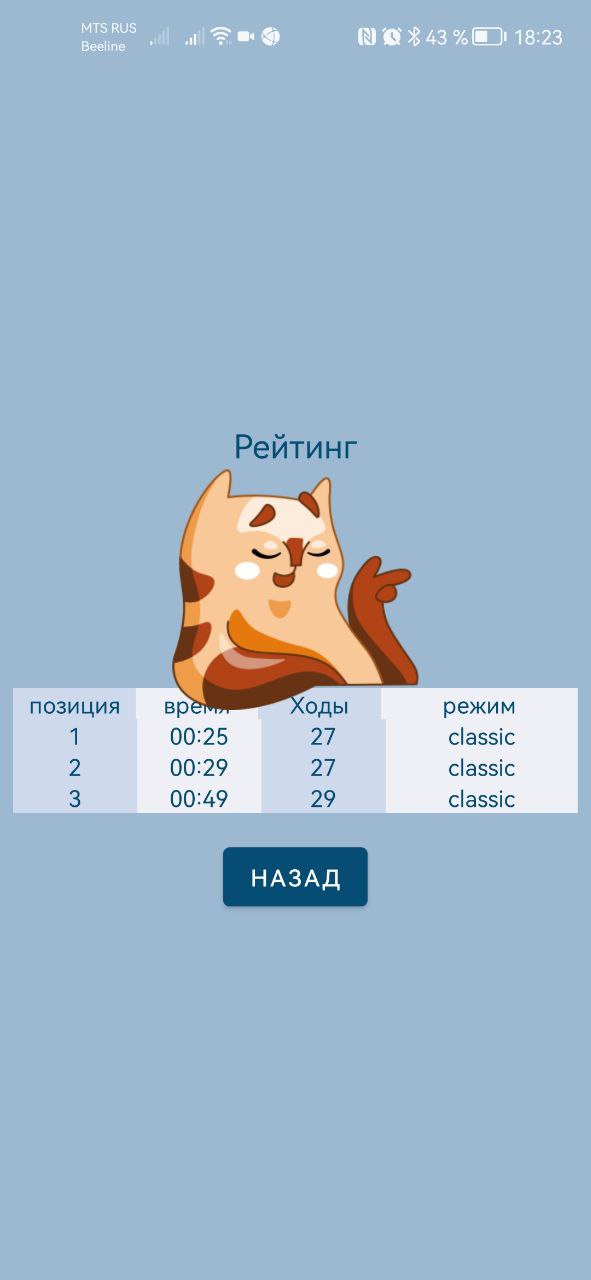 MTS RUS
Beeline
43 % 18:23
Рейтинг
позиция время Ходы режим
1 00:25 27 classic
2 00:29 27 classic
3 00:49 29 classic
НАЗАД